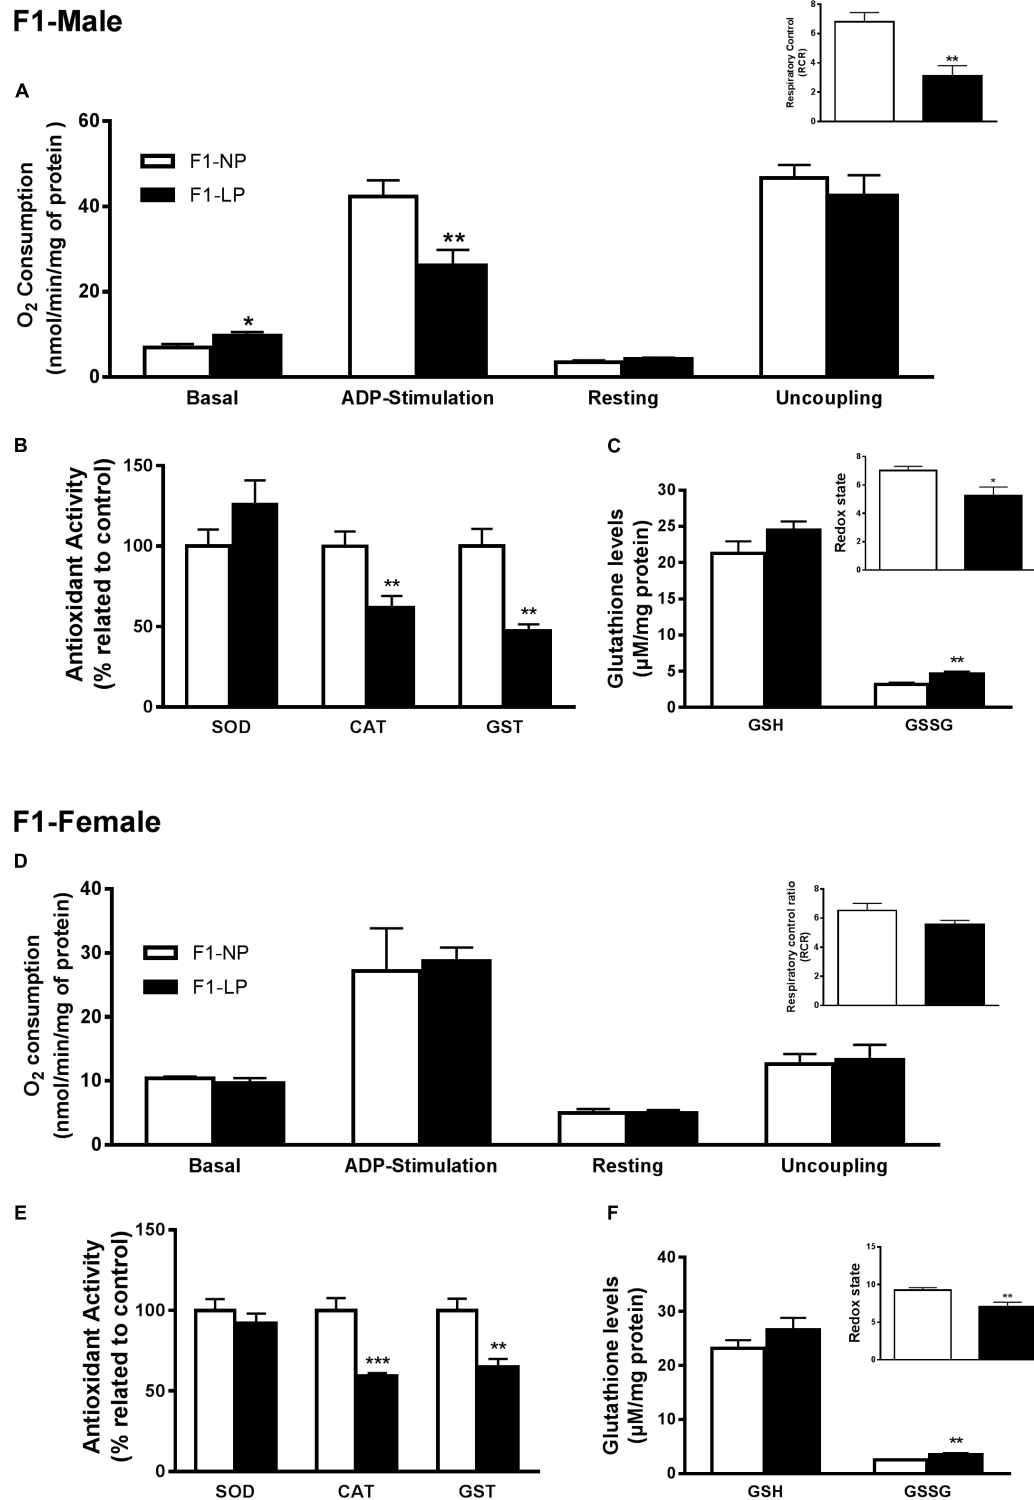 F1-Male
A
O2 Consumption
(nmol/min/mg of protein )
60
40
20
0
F1-NP
F1-LP
*
**
Basal
ADP-Stimulation
Resting
Uncoupling
Respiratory Control
(RCR)
8
6
4
2
0
**
B
Antioxidant Activity
(% related to control)
150
100
50
0
**
**
SOD
CAT
GST
C
Glutathione levels
(µM/mg protein)
30
25
20
15
10
5
0
**
GSH
GSSG
Redox state
8
6
4
2
0
*
F1-Female
D
O2 consumption
(nmol/min/mg of protein)
40
30
20
10
0
F1-NP
F1-LP
Basal
ADP-Stimulation
Resting
Uncoupling
Respiratory control ratio
(RCR)
8
6
4
2
0
E
Antioxidant Activity
(% related to control)
150
100
50
0
***
**
SOD
CAT
GST
F
Glutathione levels
(µM/mg protein)
40
30
20
10
0
**
GSH
GSSG
Redox state
15
10
5
0
**